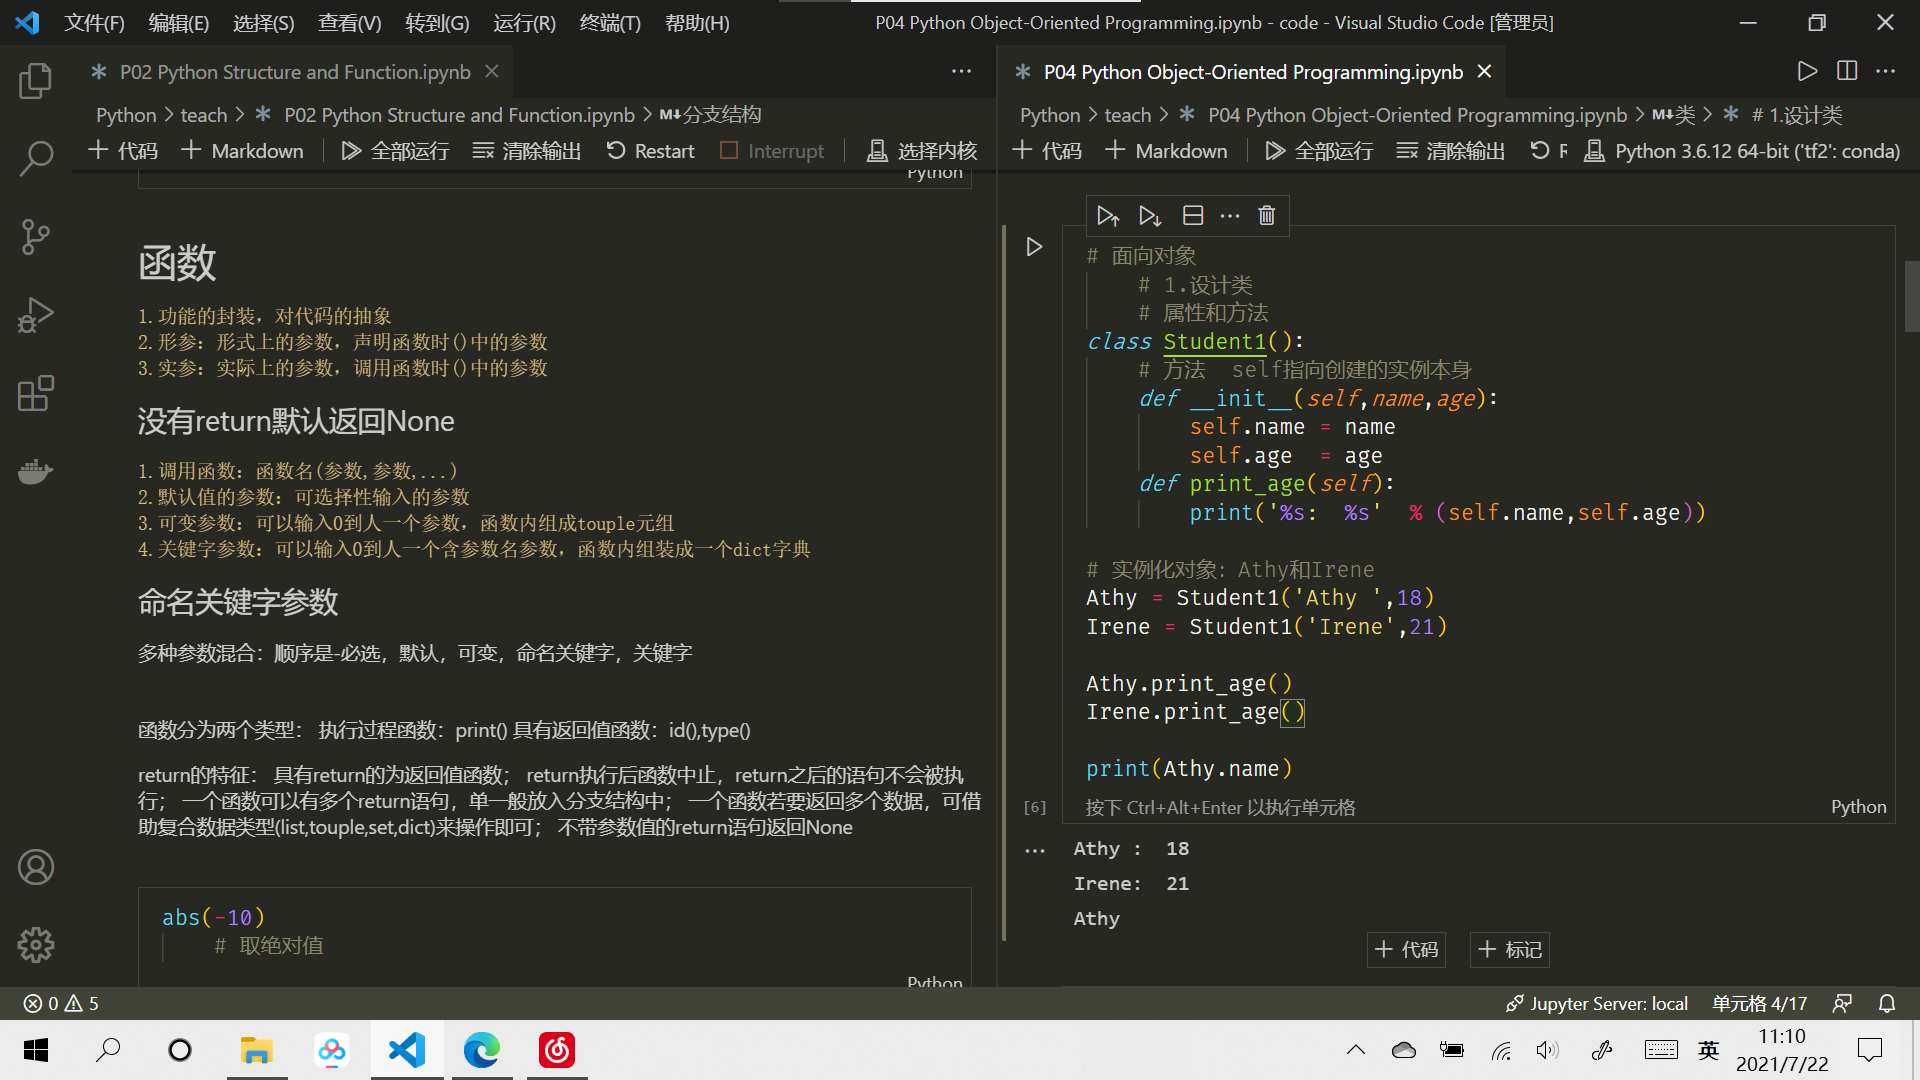 文件(F) 编辑(E) 选择(S) 查看(V) 转到(G) 运行(R) 终端(T) 帮助(H) P04 Python Object-Oriented Programming.ipynb - code - Visual Studio Code [管理员]
P02 Python Structure and Function.ipynb
Python > teach > P02 Python Structure and Function.ipynb > M↓分支结构
代码 Markdown 全部运行 清除输出 Restart Interrupt 选择内核
Python
函数
1.功能的封装，对代码的抽象
2.形参：形式上的参数，声明函数时()中的参数
3.实参：实际上的参数，调用函数时()中的参数
没有return默认返回None
1.调用函数：函数名(参数,参数,...)
2.默认值的参数：可选择性输入的参数
3.可变参数：可以输入0到人一个参数，函数内组成touple元组
4.关键字参数：可以输入0到人一个含参数名参数，函数内组装成一个dict字典
命名关键字参数
多种参数混合：顺序是-必选，默认，可变，命名关键字，关键字
函数分为两个类型： 执行过程函数：print() 具有返回值函数：id(),type()
return的特征： 具有return的为返回值函数； return执行后函数中止，return之后的语句不会被执
行； 一个函数可以有多个return语句，单一般放入分支结构中； 一个函数若要返回多个数据，可借
助复合数据类型(list,touple,set,dict)来操作即可； 不带参数值的return语句返回None
abs(-10)
# 取绝对值
Python
P04 Python Object-Oriented Programming.ipynb
Python > teach > P04 Python Object-Oriented Programming.ipynb > M↓类 > # 1.设计类
代码 Markdown 全部运行 清除输出 R Python 3.6.12 64-bit ('tf2': conda)
# 面向对象
# 1.设计类
# 属性和方法
class Student1():
# 方法  self指向创建的实例本身
def __init__(self,name,age):
self.name = name
self.age  = age
def print_age(self):
print('%s:  %s'  % (self.name,self.age))
# 实例化对象：Athy和Irene
Athy = Student1('Athy ',18)
Irene = Student1('Irene',21)
Athy.print_age()
Irene.print_age()
print(Athy.name)
[6] 按下 Ctrl+Alt+Enter 以执行单元格 Python
Athy :  18
Irene:  21
Athy
代码 标记
0 5 Jupyter Server: local 单元格 4/17
英 11:10
2021/7/22